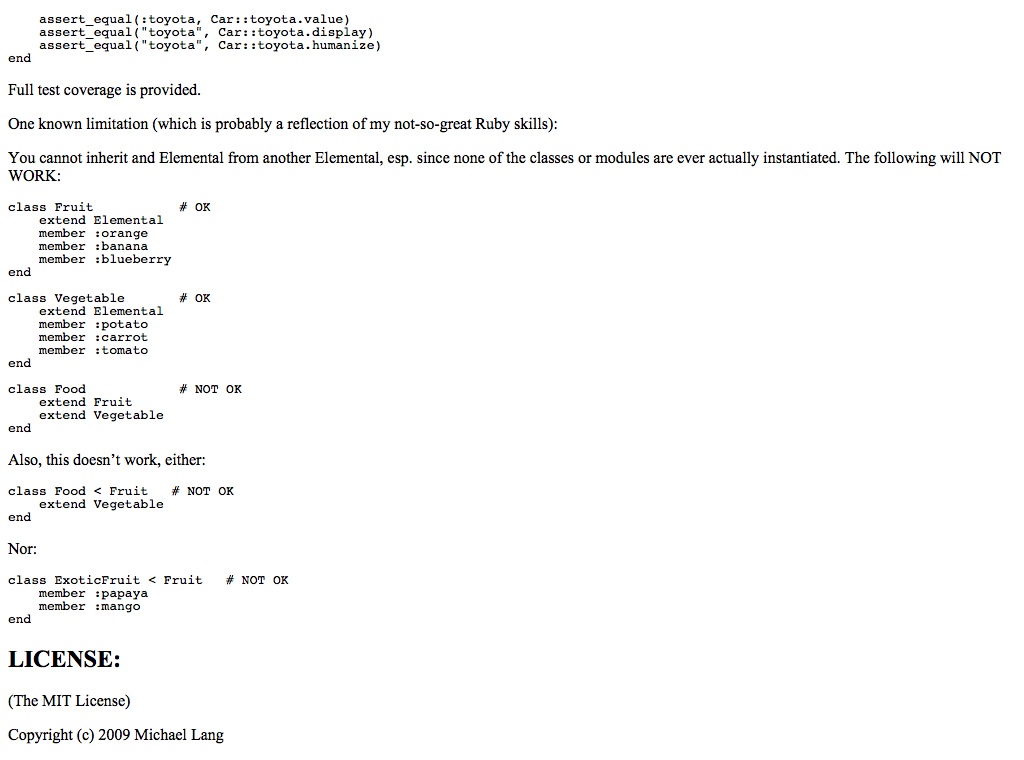 assert_equal(:toyota, Car::toyota.value)
    assert_equal("toyota", Car::toyota.display)
    assert_equal("toyota", Car::toyota.humanize)
end
Full test coverage is provided.
One known limitation (which is probably a reflection of my not-so-great Ruby skills):
You cannot inherit and Elemental from another Elemental, esp. since none of the classes or modules are ever actually instantiated. The following will NOT
WORK:
class Fruit           # OK
    extend Elemental
    member :orange
    member :banana
    member :blueberry
end
class Vegetable       # OK
    extend Elemental
    member :potato
    member :carrot
    member :tomato
end
class Food            # NOT OK
    extend Fruit
    extend Vegetable
end
Also, this doesn’t work, either:
class Food < Fruit   # NOT OK
    extend Vegetable
end
Nor:
class ExoticFruit < Fruit   # NOT OK
    member :papaya
    member :mango
end
LICENSE:
(The MIT License)
Copyright (c) 2009 Michael Lang